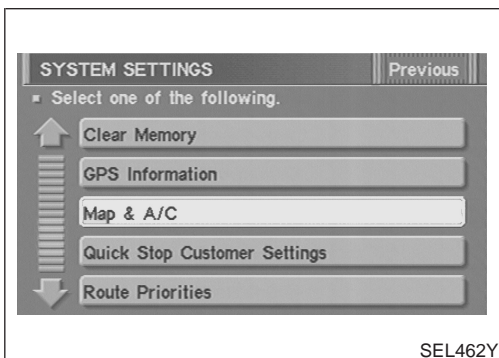 SYSTEM SETTINGS Previous
Select one of the following.
Clear Memory
GPS Information
Map & A/C
Quick Stop Customer Settings
Route Priorities
SEL462Y